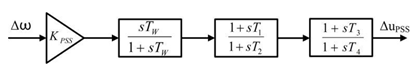 Δω
K_PSS
sT_W / 1 + sT_W
1 + sT_1 / 1 + sT_2
1 + sT_3 / 1 + sT_4
Δu_PSS